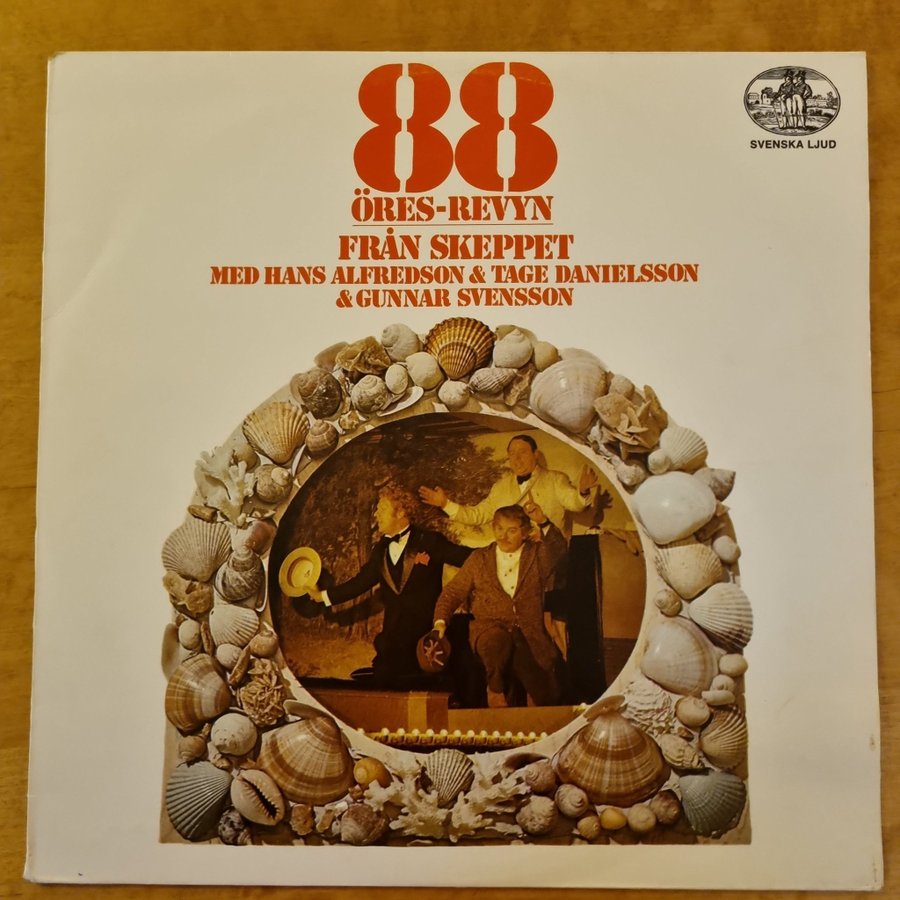 88
ÖRES-REVYN
FRÅN SKEPPET
MED HANS ALFREDSON & TAGE DANIELSSON
& GUNNAR SVENSSON
SVENSKA LJUD